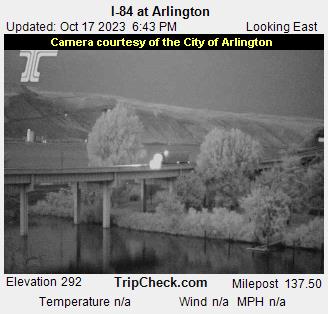 I-84 at Arlington
Updated: Oct 17 2023 6:43 PM Looking East
Camera courtesy of the City of Arlington
Elevation 292 TripCheck.com Milepost 137.50
Temperature n/a Wind n/a MPH n/a